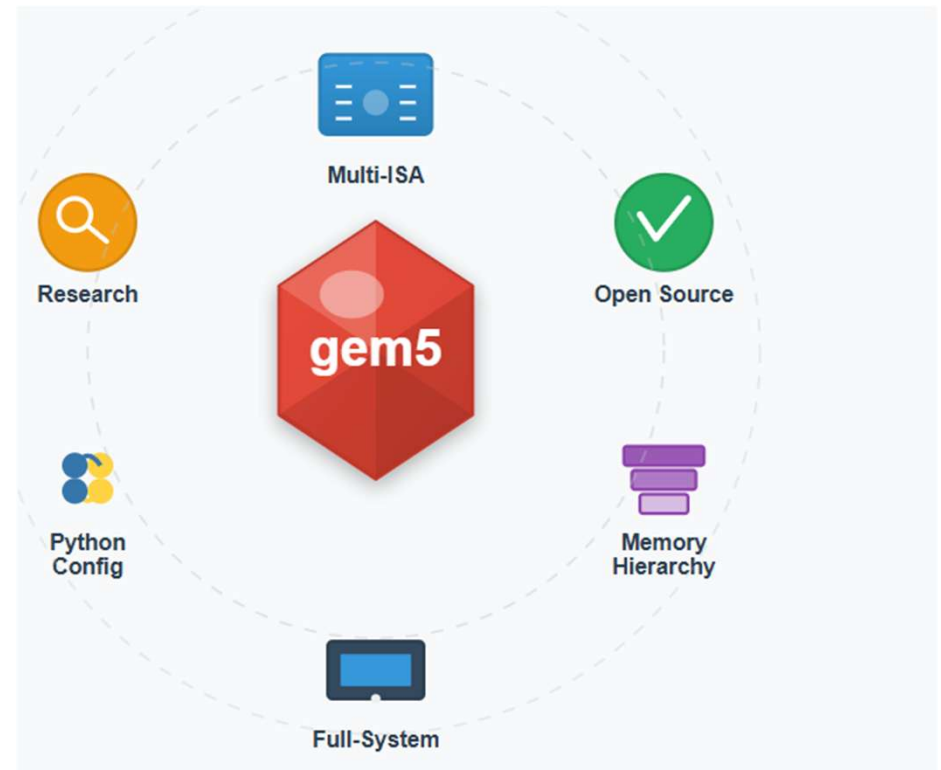 Multi-ISA
Research
Open Source
gem5
Python
Config
Memory
Hierarchy
Full-System